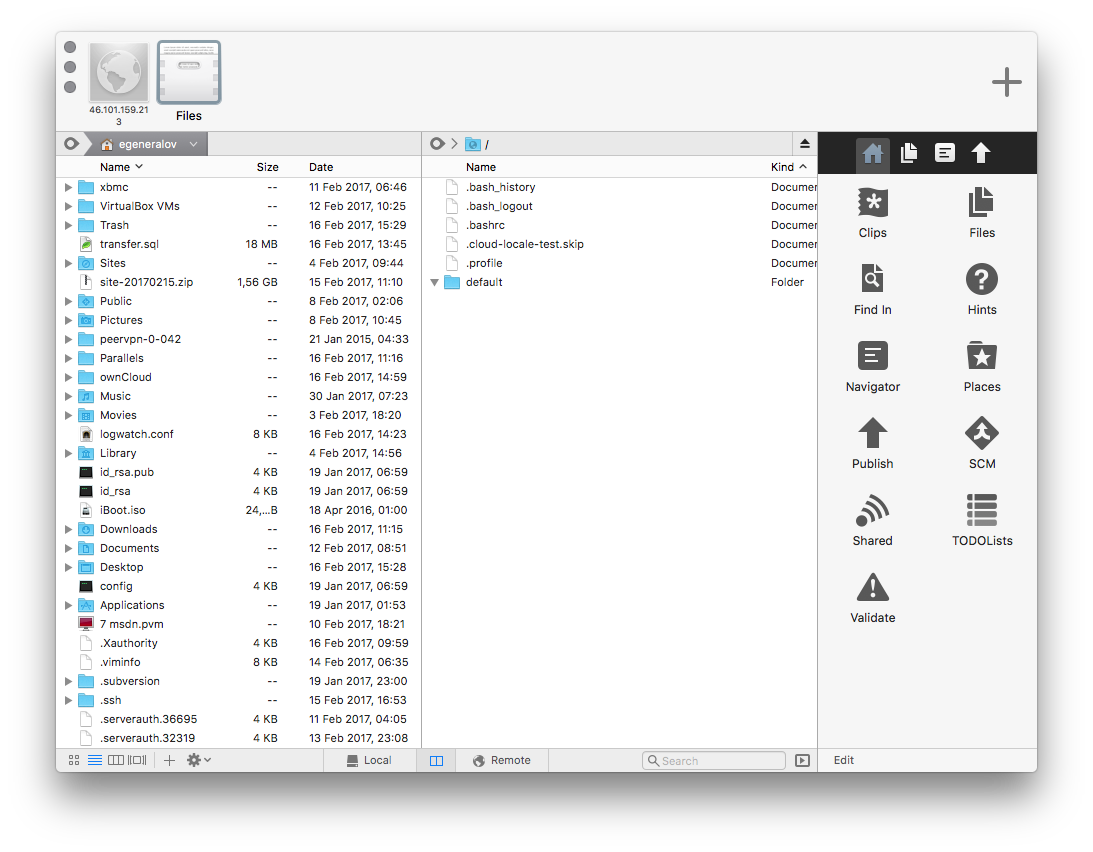 46.101.159.21
3
Files
egeneralov
/
Name Size Date
xbmc -- 11 Feb 2017, 06:46
VirtualBox VMs -- 12 Feb 2017, 10:25
Trash -- 16 Feb 2017, 15:29
transfer.sql 18 MB 16 Feb 2017, 13:45
Sites -- 4 Feb 2017, 09:44
site-20170215.zip 1,56 GB 15 Feb 2017, 11:10
Public -- 8 Feb 2017, 02:06
Pictures -- 8 Feb 2017, 10:45
peervpn-0-042 -- 21 Jan 2015, 04:33
Parallels -- 16 Feb 2017, 11:16
ownCloud -- 16 Feb 2017, 14:59
Music -- 30 Jan 2017, 07:23
Movies -- 3 Feb 2017, 18:20
logwatch.conf 8 KB 16 Feb 2017, 14:23
Library -- 4 Feb 2017, 14:56
id_rsa.pub 4 KB 19 Jan 2017, 06:59
id_rsa 4 KB 19 Jan 2017, 06:59
iBoot.iso 24,...B 18 Apr 2016, 01:00
Downloads -- 16 Feb 2017, 11:15
Documents -- 12 Feb 2017, 08:51
Desktop -- 16 Feb 2017, 15:28
config 4 KB 19 Jan 2017, 06:59
Applications -- 19 Jan 2017, 01:53
7 msdn.pvm -- 10 Feb 2017, 18:21
.Xauthority 4 KB 16 Feb 2017, 09:59
.viminfo 8 KB 14 Feb 2017, 06:35
.subversion -- 19 Jan 2017, 23:00
.ssh -- 15 Feb 2017, 16:53
.serverauth.36695 4 KB 11 Feb 2017, 04:05
.serverauth.32319 4 KB 13 Feb 2017, 23:08
Name Kind
.bash_history Documer
.bash_logout Documer
.bashrc Documer
.cloud-locale-test.skip Documer
.profile Documer
default Folder
Clips Files
Find In Hints
Navigator Places
Publish SCM
Shared TODOLists
Validate
Local Remote Search Edit